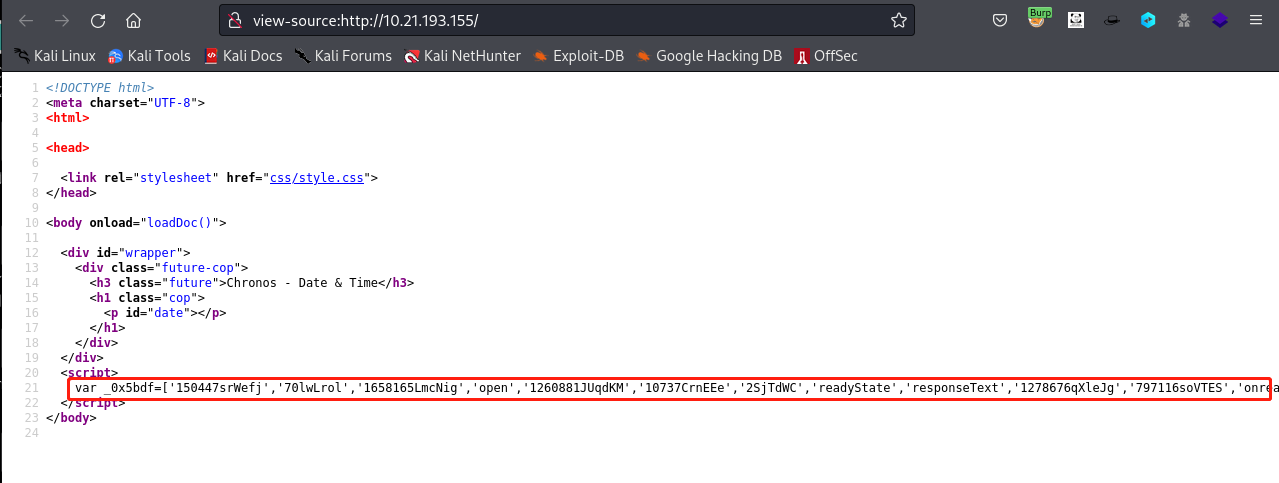 view-source:http://10.21.193.155/
Burp
Kali Linux Kali Tools Kali Docs Kali Forums Kali NetHunter Exploit-DB Google Hacking DB OffSec
1 <!DOCTYPE html>
2 <meta charset="UTF-8">
3 <html>
4
5 <head>
6
7 <link rel="stylesheet" href="css/style.css">
8 </head>
9
10 <body onload="loadDoc()">
11
12 <div id="wrapper">
13 <div class="future-cop">
14 <h3 class="future">Chronos - Date & Time</h3>
15 <h1 class="cop">
16 <p id="date"></p>
17 </h1>
18 </div>
19 </div>
20 <script>
21 var _0x5bdf=['150447srWefj','70lwLrol','1658165LmcNig','open','1260881JUqdKM','10737CrnEEe','2SjTdWC','readyState','responseText','1278676qXleJg','797116soVTES','onrea
22 </script>
23 </body>
24